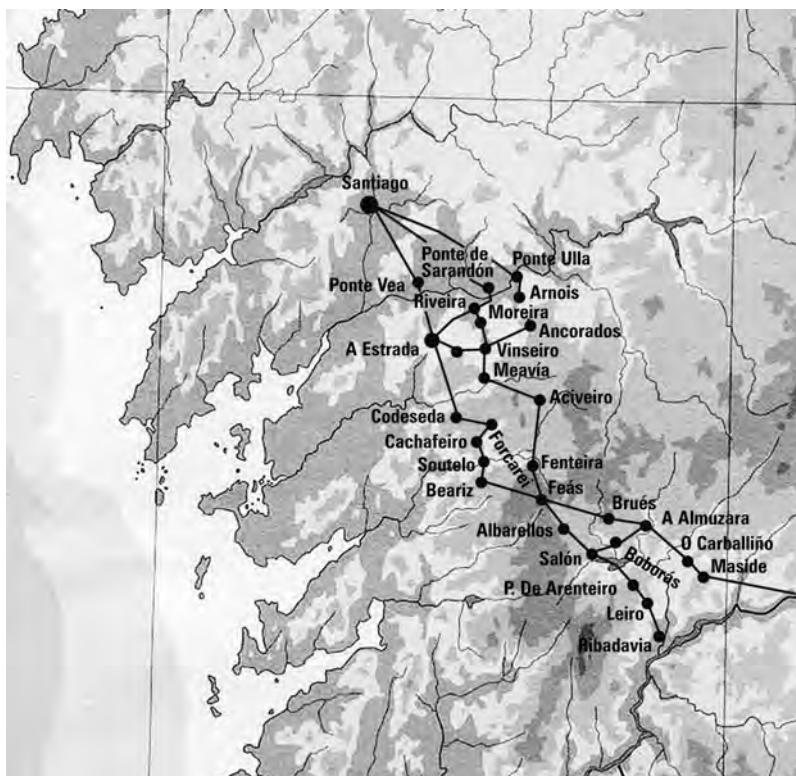 Santiago
Ponte de
Sarandón
Ponte Ulla
Ponte Vea
Riveira
Arnois
Moreira
Ancorados
A Estrada
Vinseiro
Meavía
Aciveiro
Codeseda
Forcarei
Cachafeiro
Soutelo
Fenteira
Beariz
Feás
Brués
A Almuzara
Albarellos
O Carballiño
Salón
Boborás
Maside
P. De Arenteiro
Leiro
Ribadavia